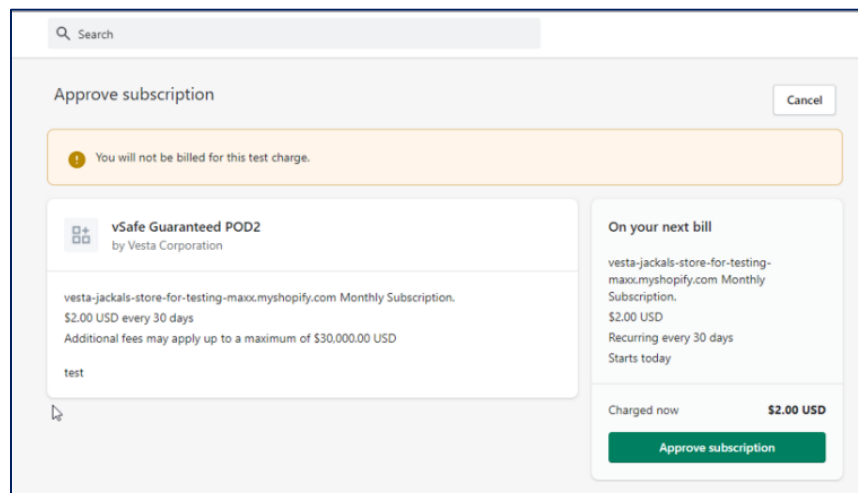 Search
Approve subscription
Cancel
You will not be billed for this test charge.
vSafe Guaranteed POD2
by Vesta Corporation
vesta-jackals-store-for-testing-maxx.myshopify.com Monthly Subscription.
$2.00 USD every 30 days
Additional fees may apply up to a maximum of $30,000.00 USD
test
On your next bill
vesta-jackals-store-for-testing-
maxx.myshopify.com Monthly
Subscription.
$2.00 USD
Recurring every 30 days
Starts today
Charged now $2.00 USD
Approve subscription